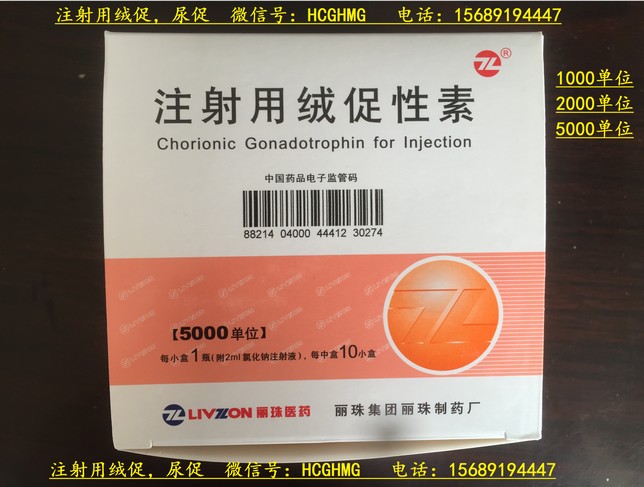 注射用绒促，尿促 微信号：HCGHMG 电话：15689194447
®
1000单位
2000单位
5000单位
注射用绒促性素
Chorionic Gonadotrophin for Injection
中国药品电子监管码
88214 04000 44412 30274
【5000单位】
每小盒1瓶(附2ml氯化钠注射液)，每中盒10小盒
LIVZON 丽珠医药 丽珠集团丽珠制药厂
注射用绒促，尿促 微信号：HCGHMG 电话：15689194447